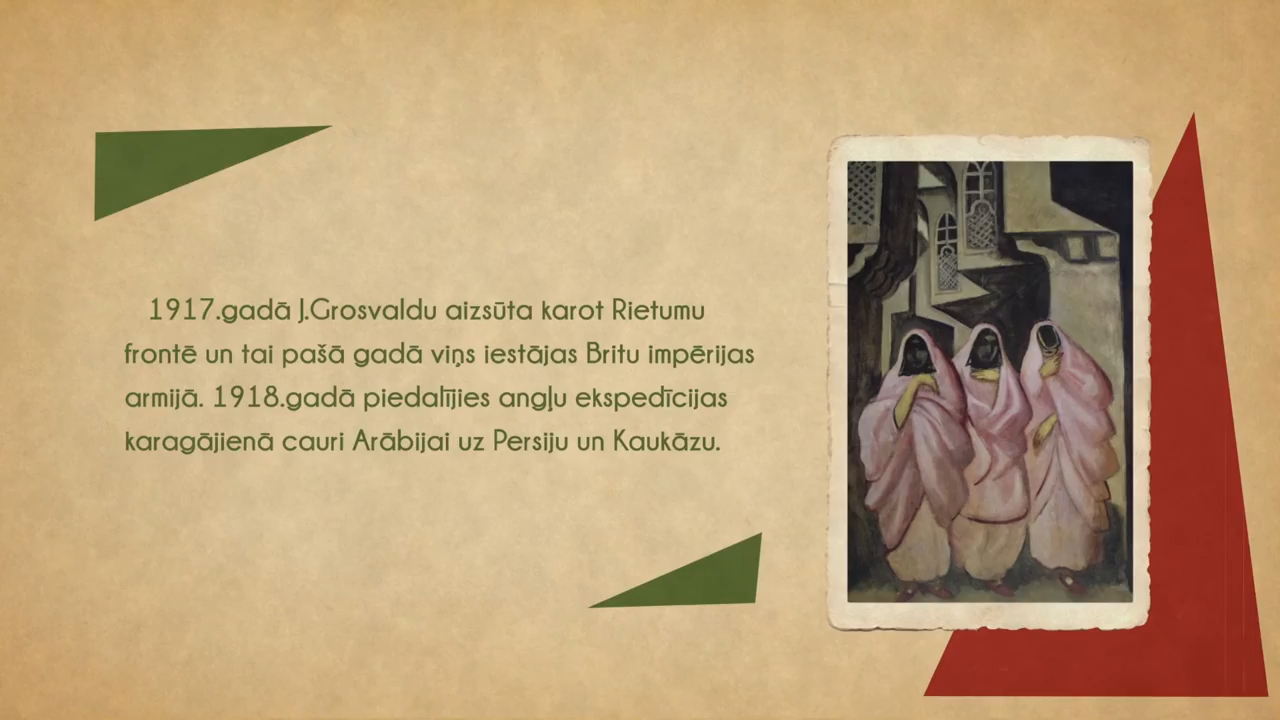 1917.gadā J.Grosvaldu aizsūta karot Rietumu
frontē un tai pašā gadā viņs iestājas Britu impērijas
armijā. 1918.gadā piedalījies angļu ekspedīcijas
karagājienā cauri Arābijai uz Persiju un Kaukāzu.